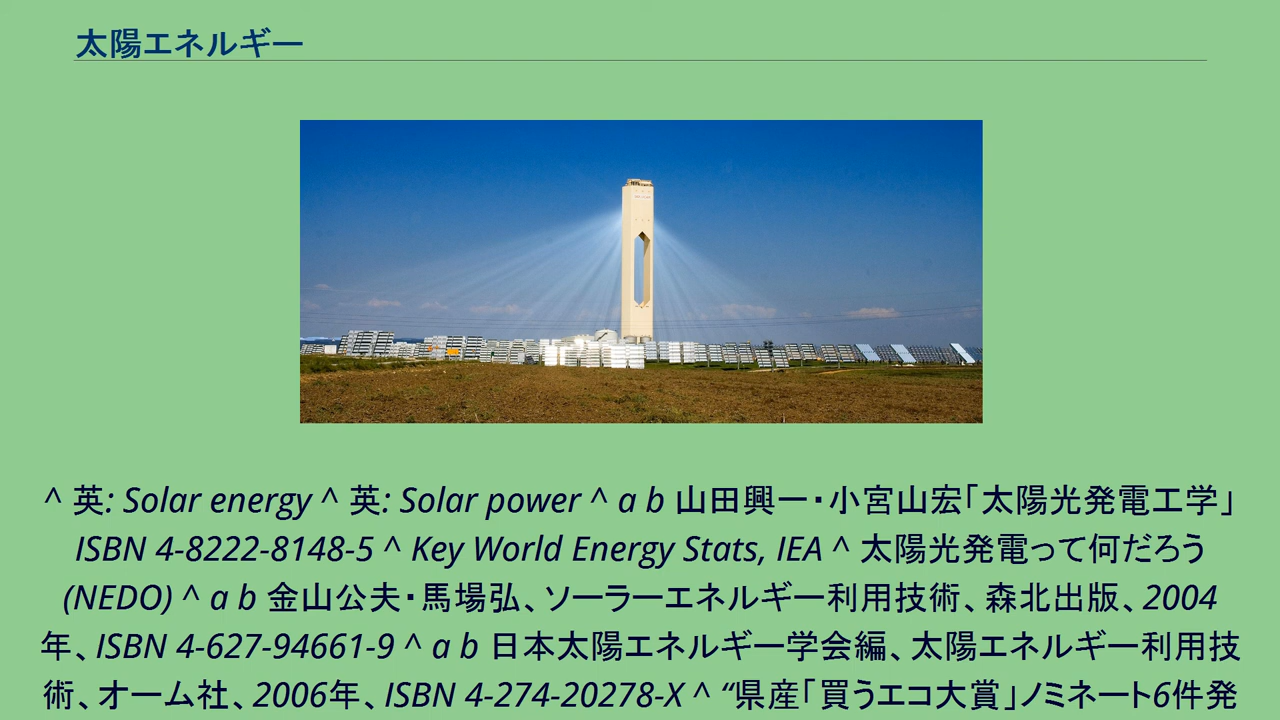 太陽エネルギー
^ 英: Solar energy ^ 英: Solar power ^ a b 山田興一・小宮山宏「太陽光発電工学」
ISBN 4-8222-8148-5 ^ Key World Energy Stats, IEA ^ 太陽光発電って何だろう
(NEDO) ^ a b 金山公夫・馬場弘、ソーラーエネルギー利用技術、森北出版、2004
年、ISBN 4-627-94661-9 ^ a b 日本太陽エネルギー学会編、太陽エネルギー利用技
術、オーム社、2006年、ISBN 4-274-20278-X ^ “県産「買うエコ大賞」ノミネート6件発